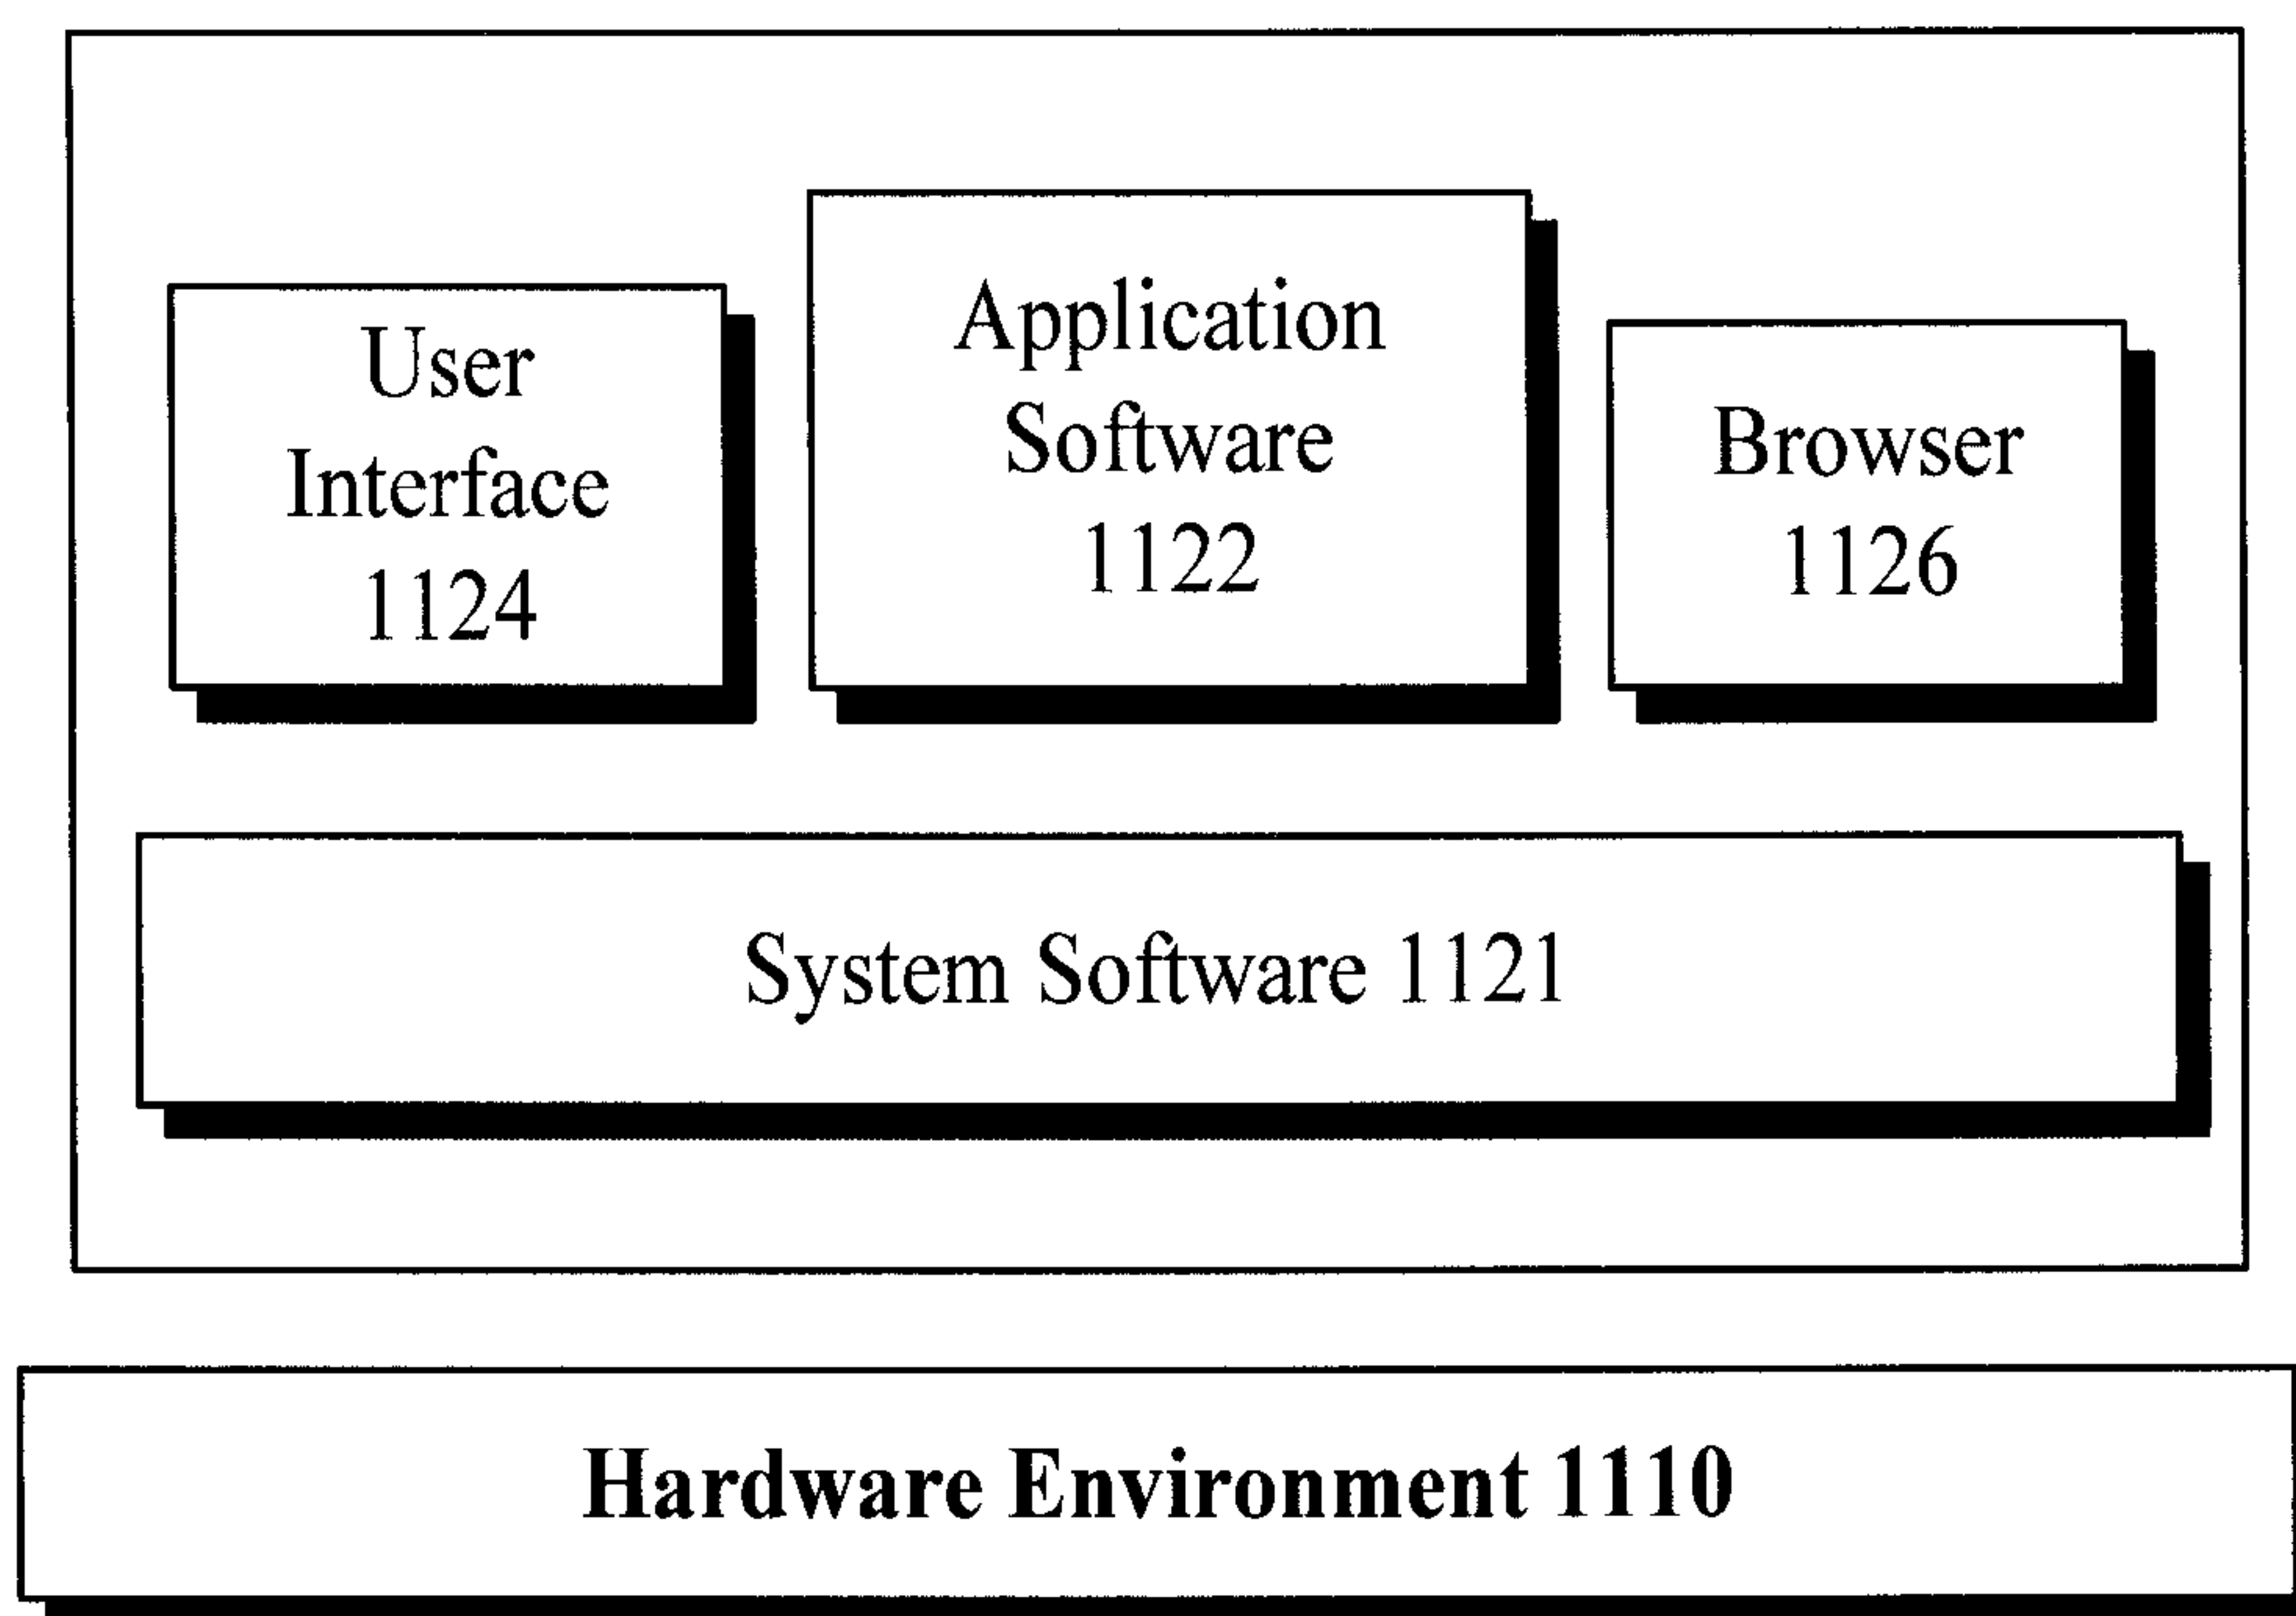 User
Interface
1124
Application
Software
1122
Browser
1126
System Software 1121
Hardware Environment 1110